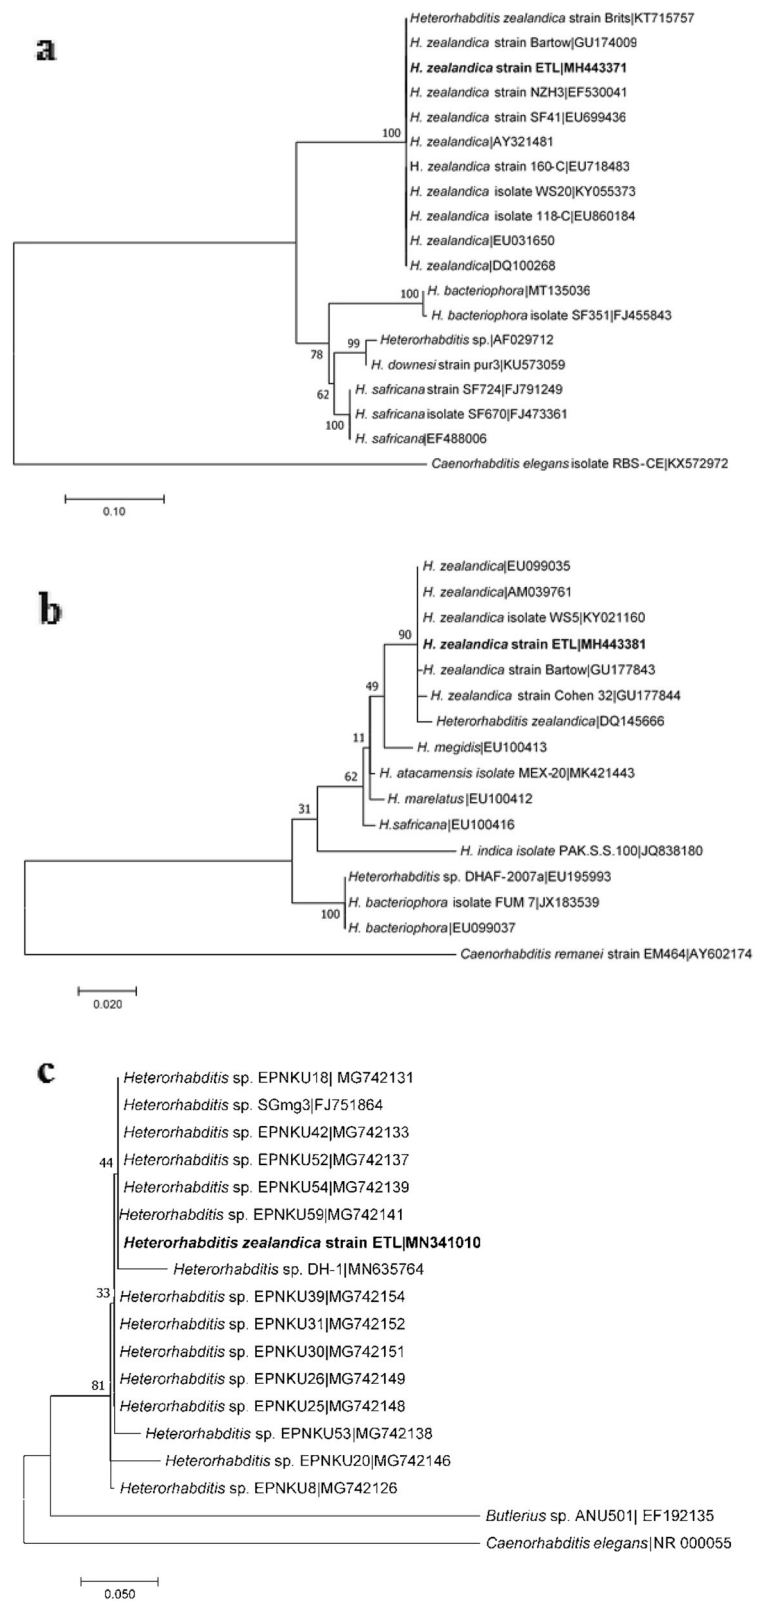 a
Heterorhabditis zealandica strain Brits|KT715757
H. zealandica strain Bartow|GU174009
H. zealandica strain ETL|MH443371
H. zealandica strain NZH3|EF530041
H. zealandica strain SF41|EU699436
100
H. zealandica|AY321481
H. zealandica strain 160-C|EU718483
H. zealandica isolate WS20|KY055373
H. zealandica isolate 118-C|EU860184
H. zealandica|EU031650
H. zealandica|DQ100268
100
H. bacteriophora|MT135036
H. bacteriophora isolate SF351|FJ455843
99
Heterorhabditis sp.|AF029712
78
H. downesi strain pur3|KU573059
62
H. safricana strain SF724|FJ791249
H. safricana isolate SF670|FJ473361
100
H. safricana|EF488006
Caenorhabditis elegans isolate RBS-CE|KX572972
0.10
b
H. zealandica|EU099035
H. zealandica|AM039761
H. zealandica isolate WS5|KY021160
90
H. zealandica strain ETL|MH443381
H. zealandica strain Bartow|GU177843
49
H. zealandica strain Cohen 32|GU177844
Heterorhabditis zealandica|DQ145666
11
H. megidis|EU100413
62
H. atacamensis isolate MEX-20|MK421443
H. marelatus|EU100412
31
H.safricana|EU100416
H. indica isolate PAK.S.S.100|JQ838180
Heterorhabditis sp. DHAF-2007a|EU195993
H. bacteriophora isolate FUM 7|JX183539
100
H. bacteriophora|EU099037
Caenorhabditis remanei strain EM464|AY602174
0.020
c
Heterorhabditis sp. EPNKU18| MG742131
Heterorhabditis sp. SGmg3|FJ751864
Heterorhabditis sp. EPNKU42|MG742133
44
Heterorhabditis sp. EPNKU52|MG742137
Heterorhabditis sp. EPNKU54|MG742139
Heterorhabditis sp. EPNKU59|MG742141
Heterorhabditis zealandica strain ETL|MN341010
Heterorhabditis sp. DH-1|MN635764
33
Heterorhabditis sp. EPNKU39|MG742154
Heterorhabditis sp. EPNKU31|MG742152
Heterorhabditis sp. EPNKU30|MG742151
81
Heterorhabditis sp. EPNKU26|MG742149
Heterorhabditis sp. EPNKU25|MG742148
Heterorhabditis sp. EPNKU53|MG742138
Heterorhabditis sp. EPNKU20|MG742146
Heterorhabditis sp. EPNKU8|MG742126
Butlerius sp. ANU501| EF192135
Caenorhabditis elegans|NR 000055
0.050